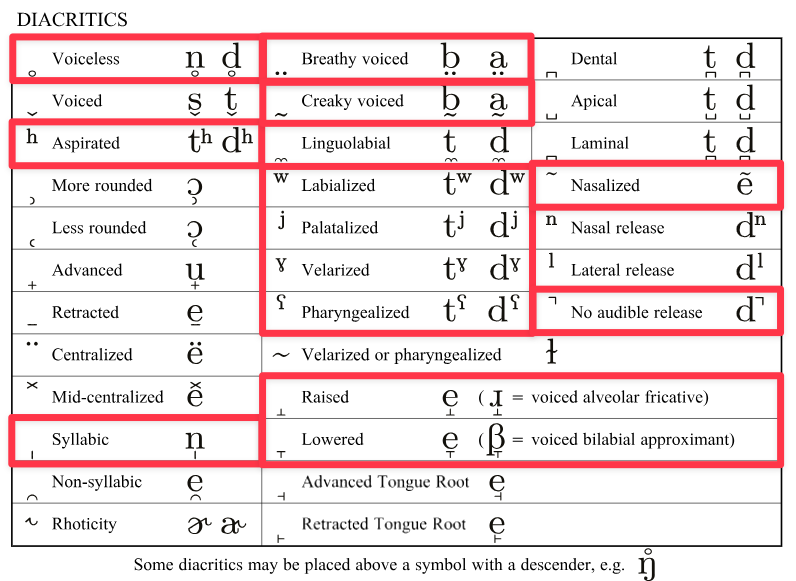 DIACRITICS
̥ Voiceless n̥ d̥ ̤ Breathy voiced b̤ a̤ ̪ Dental t̪ d̪
̬ Voiced s̬ t̬ ̰ Creaky voiced b̰ a̰ ̺ Apical t̺ d̺
ʰ Aspirated tʰ dʰ ̼ Linguolabial t̼ d̼ ̻ Laminal t̻ d̻
̹ More rounded ɔ̹ ʷ Labialized tʷ dʷ ̃ Nasalized ẽ
̜ Less rounded ɔ̜ ʲ Palatalized tʲ dʲ ⁿ Nasal release dⁿ
̟ Advanced u̟ ˠ Velarized tˠ dˠ ˡ Lateral release dˡ
̠ Retracted e̠ ˤ Pharyngealized tˤ dˤ ̚ No audible release d̚
̈ Centralized ë ~ Velarized or pharyngealized ɫ
̽ Mid-centralized e̽ ̝ Raised e̝ (ɹ̝ = voiced alveolar fricative)
̩ Syllabic n̩ ̞ Lowered e̞ (β̞ = voiced bilabial approximant)
̯ Non-syllabic e̯ ̘ Advanced Tongue Root e̘
˞ Rhoticity ɚ a˞ ̙ Retracted Tongue Root e̙
Some diacritics may be placed above a symbol with a descender, e.g. ŋ̊